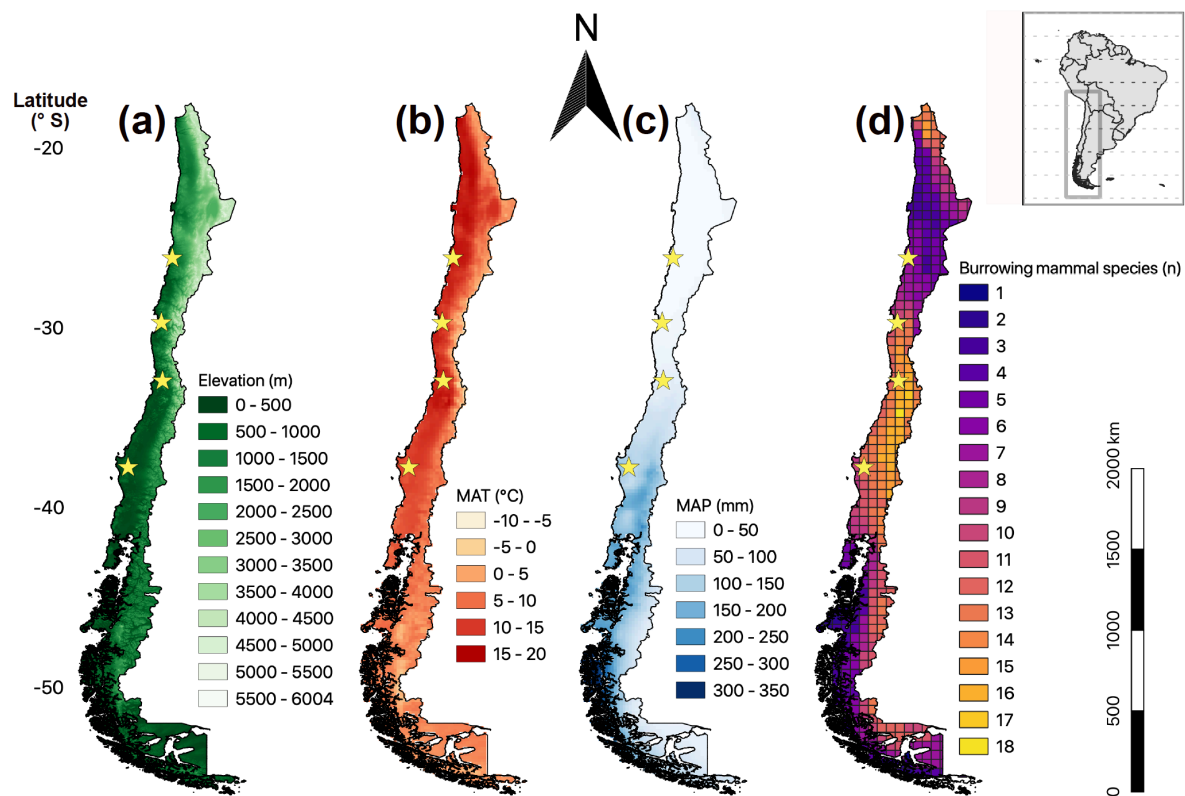 N
Latitude
(° S)
(a)
(b)
(c)
(d)
-20
-30
-40
-50
Elevation (m)
0 - 500
500 - 1000
1000 - 1500
1500 - 2000
2000 - 2500
2500 - 3000
3000 - 3500
3500 - 4000
4000 - 4500
4500 - 5000
5000 - 5500
5500 - 6004
MAT (°C)
-10 - -5
-5 - 0
0 - 5
5 - 10
10 - 15
15 - 20
MAP (mm)
0 - 50
50 - 100
100 - 150
150 - 200
200 - 250
250 - 300
300 - 350
Burrowing mammal species (n)
1
2
3
4
5
6
7
8
9
10
11
12
13
14
15
16
17
18
0
500
1000
1500
2000 km